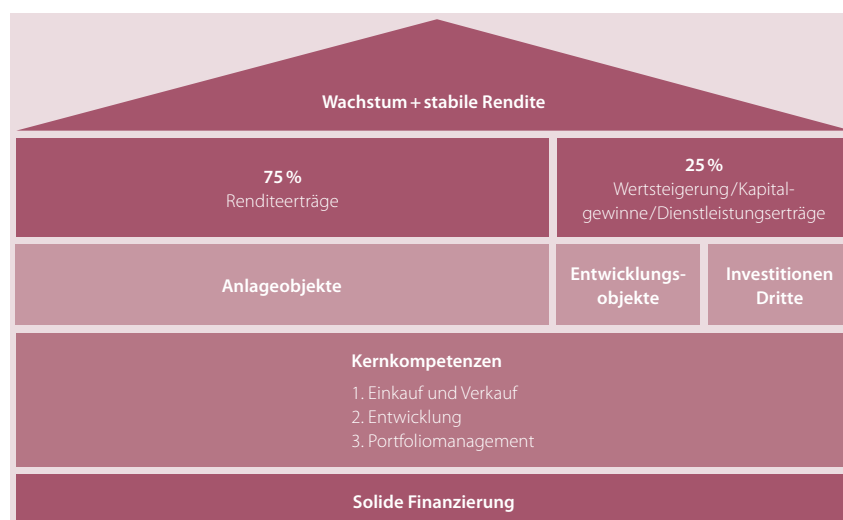 Wachstum + stabile Rendite
75 %
Renditeerträge
25 %
Wertsteigerung/Kapital-
gewinne/Dienstleistungserträge
Anlageobjekte
Entwicklungs-
objekte
Investitionen
Dritte
Kernkompetenzen
1. Einkauf und Verkauf
2. Entwicklung
3. Portfoliomanagement
Solide Finanzierung